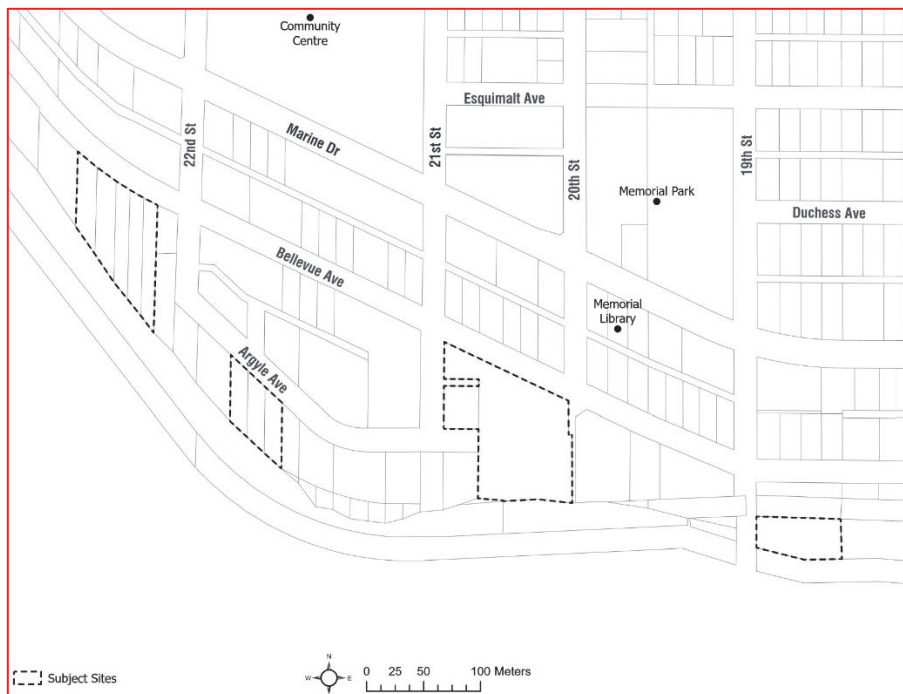 Community
Centre
Esquimalt Ave
Marine Dr
22nd St
21st St
20th St
19th St
Memorial Park
Duchess Ave
Bellevue Ave
Memorial
Library
Argyle Ave
Subject Sites
N
W E
S
0 25 50 100 Meters